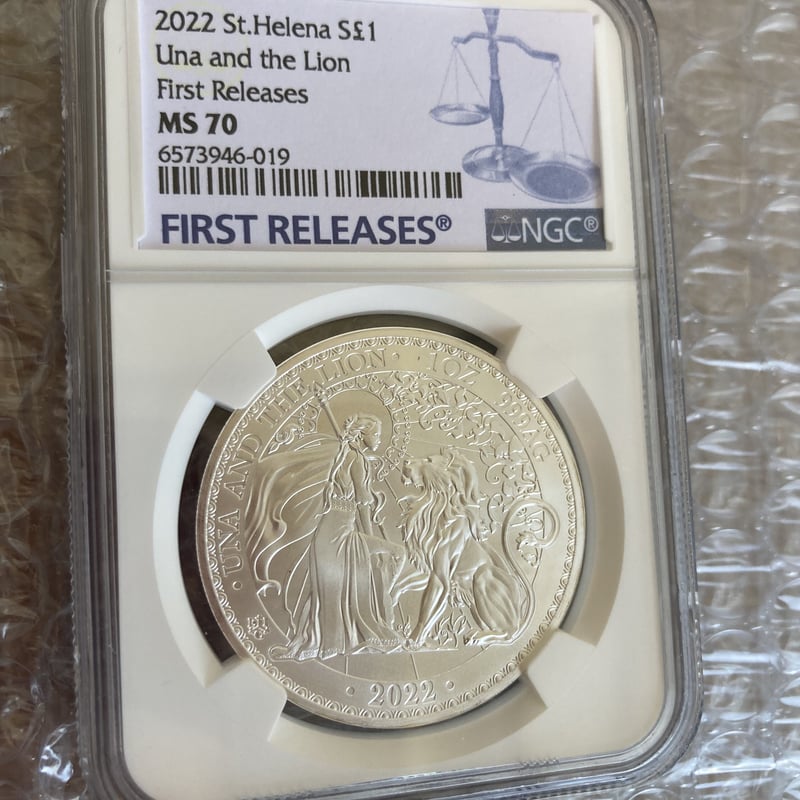 2022 St.Helena S£1
Una and the Lion
First Releases
MS 70
6573946-019
FIRST RELEASES®
NGC®
· UNA AND THE LION · 1OZ 999AG
· 2022 ·